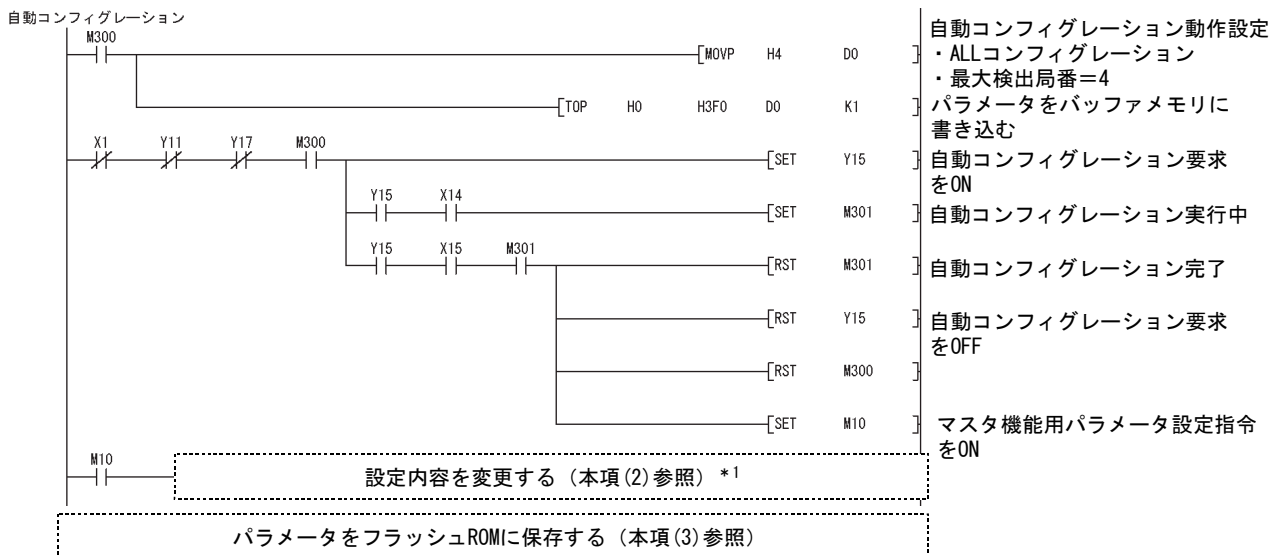 自動コンフィグレーション
M300
[MOVP H4 D0 ]
自動コンフィグレーション動作設定
・ALLコンフィグレーション
・最大検出局番＝4
[TOP H0 H3F0 D0 K1 ]
パラメータをバッファメモリに
書き込む
X1 Y11 Y17 M300
[SET Y15 ]
自動コンフィグレーション要求
をON
Y15 X14
[SET M301 ]
自動コンフィグレーション実行中
Y15 X15 M301
[RST M301 ]
自動コンフィグレーション完了
[RST Y15 ]
自動コンフィグレーション要求
をOFF
[RST M300 ]
[SET M10 ]
マスタ機能用パラメータ設定指令
をON
M10
設定内容を変更する（本項(2)参照）*1
パラメータをフラッシュROMに保存する（本項(3)参照）